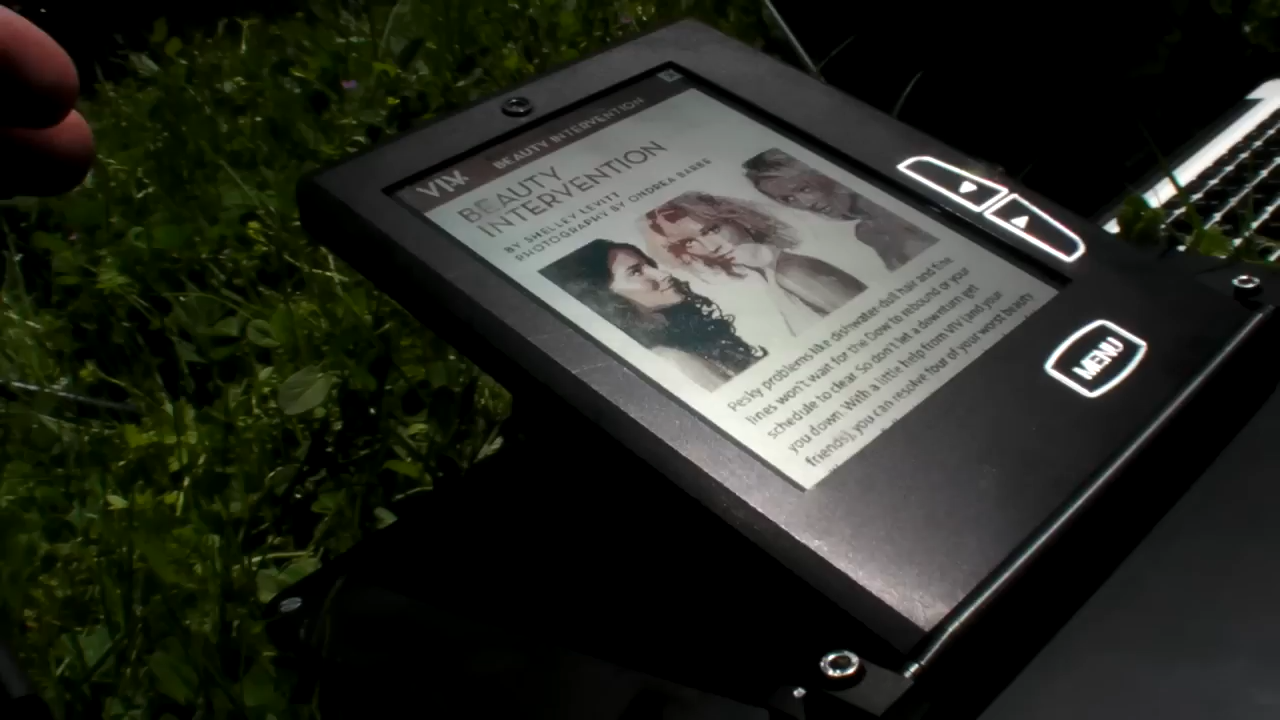 VIV BEAUTY INTERVENTION
BEAUTY
INTERVENTION
BY SHELLEY LEVITT
PHOTOGRAPHY BY ONDREA BARBE
Pesky problems like dishwater-dull hair and fine
lines won't wait for the Dow to rebound or your
schedule to clear. So don't let a downturn get
you down. With a little help from VIV (and your
friends), you can resolve four of your worst beauty
MENU